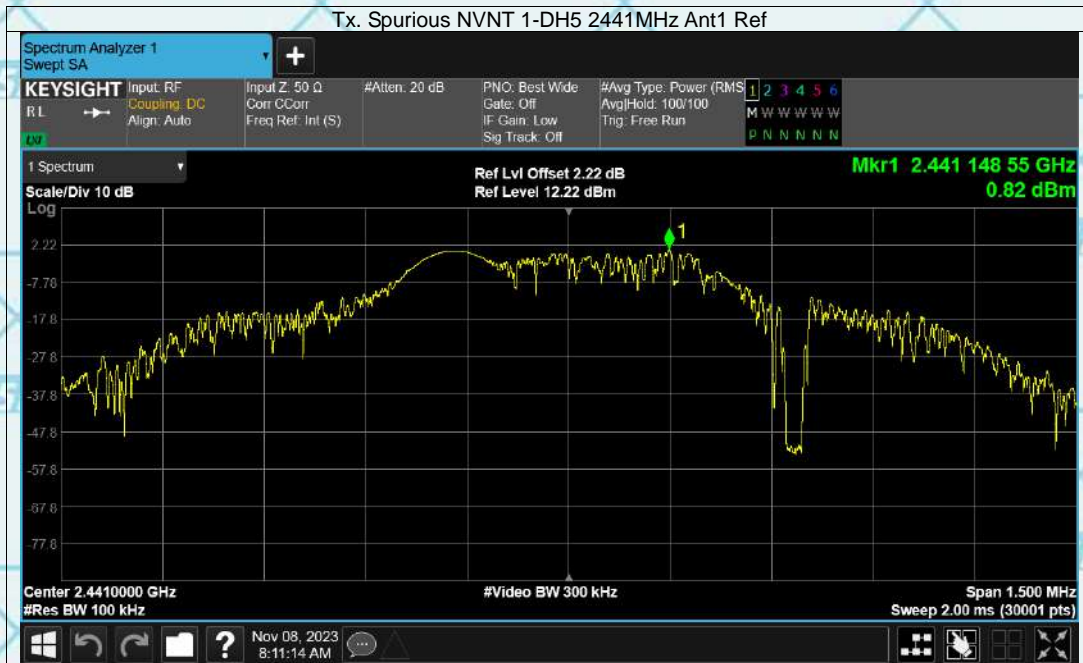 Tx. Spurious NVNT 1-DH5 2441MHz Ant1 Ref
Spectrum Analyzer 1
Swept SA
KEYSIGHT
R L
LXI
Input: RF
Coupling: DC
Align: Auto
Input Z: 50 Ω
Corr CCorr
Freq Ref: Int (S)
#Atten: 20 dB
PNO: Best Wide
Gate: Off
IF Gain: Low
Sig Track: Off
#Avg Type: Power (RMS
Avg|Hold: 100/100
Trig: Free Run
1 2 3 4 5 6
M W W W W W
P N N N N N
1 Spectrum
Scale/Div 10 dB
Log
Ref Lvl Offset 2.22 dB
Ref Level 12.22 dBm
Mkr1 2.441 148 55 GHz
0.82 dBm
1
2.22
-7.78
-17.8
-27.8
-37.8
-47.8
-57.8
-67.8
-77.8
Center 2.4410000 GHz
#Res BW 100 kHz
#Video BW 300 kHz
Span 1.500 MHz
Sweep 2.00 ms (30001 pts)
?
Nov 08, 2023
8:11:14 AM